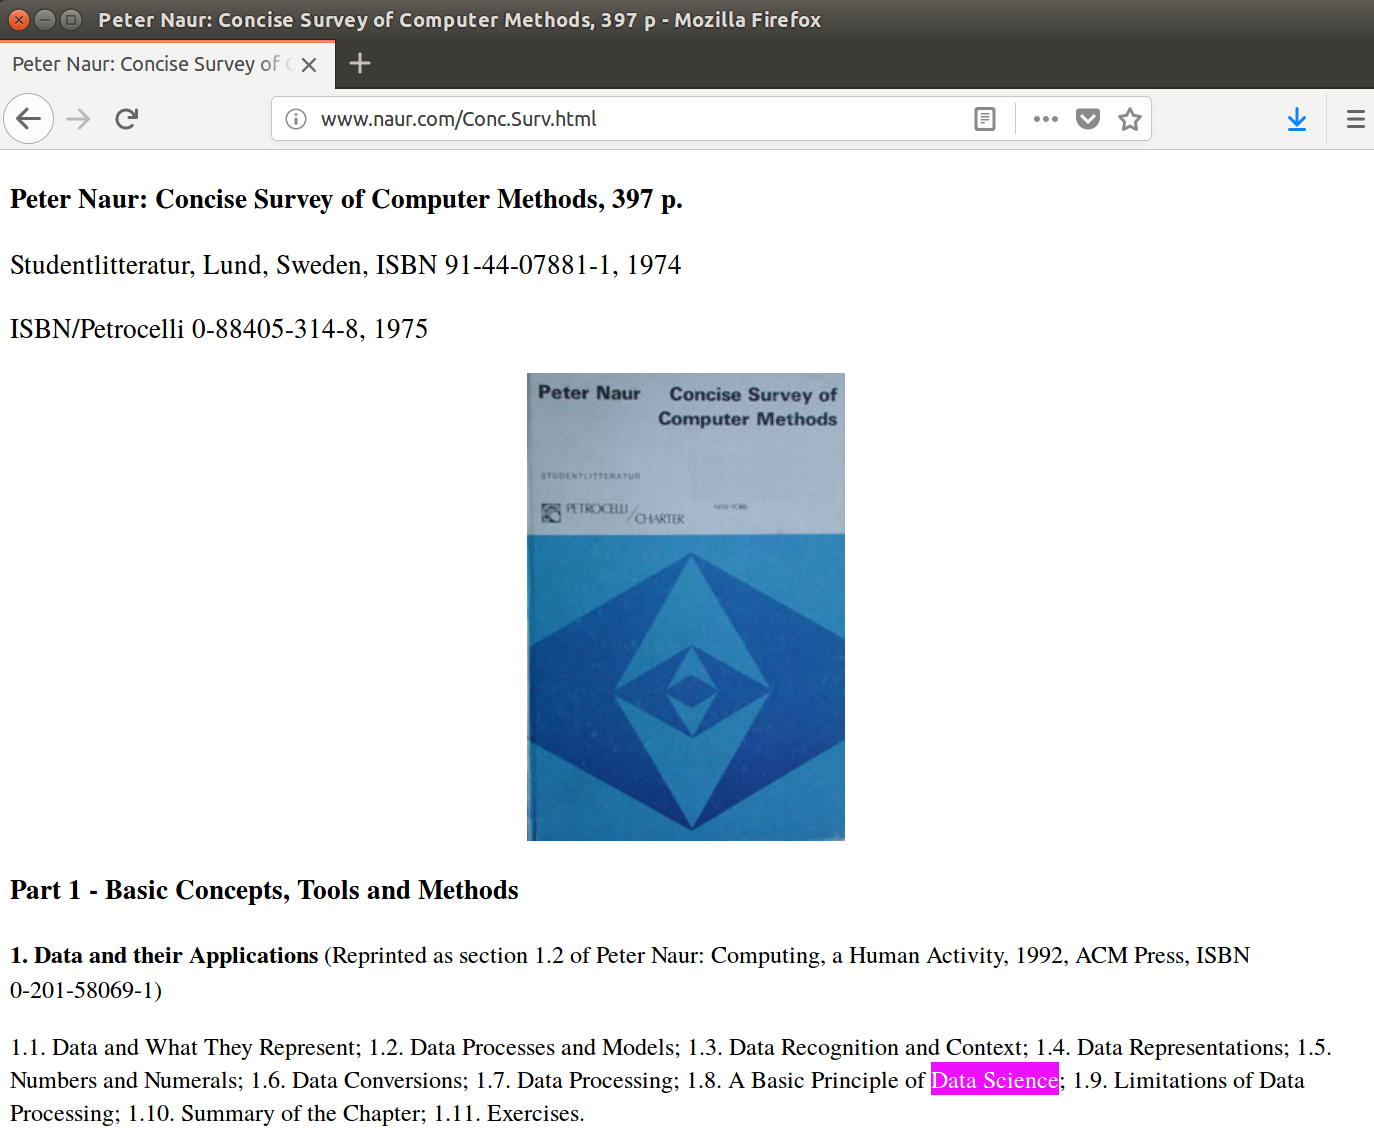 Peter Naur: Concise Survey of Computer Methods, 397 p - Mozilla Firefox
Peter Naur: Concise Survey of
www.naur.com/Conc.Surv.html
Peter Naur: Concise Survey of Computer Methods, 397 p.
Studentlitteratur, Lund, Sweden, ISBN 91-44-07881-1, 1974
ISBN/Petrocelli 0-88405-314-8, 1975
Peter Naur Concise Survey of
Computer Methods
STUDENTLITTERATUR
PETROCELLI/CHARTER NEW YORK
Part 1 - Basic Concepts, Tools and Methods
1. Data and their Applications (Reprinted as section 1.2 of Peter Naur: Computing, a Human Activity, 1992, ACM Press, ISBN
0-201-58069-1)
1.1. Data and What They Represent; 1.2. Data Processes and Models; 1.3. Data Recognition and Context; 1.4. Data Representations; 1.5.
Numbers and Numerals; 1.6. Data Conversions; 1.7. Data Processing; 1.8. A Basic Principle of Data Science; 1.9. Limitations of Data
Processing; 1.10. Summary of the Chapter; 1.11. Exercises.